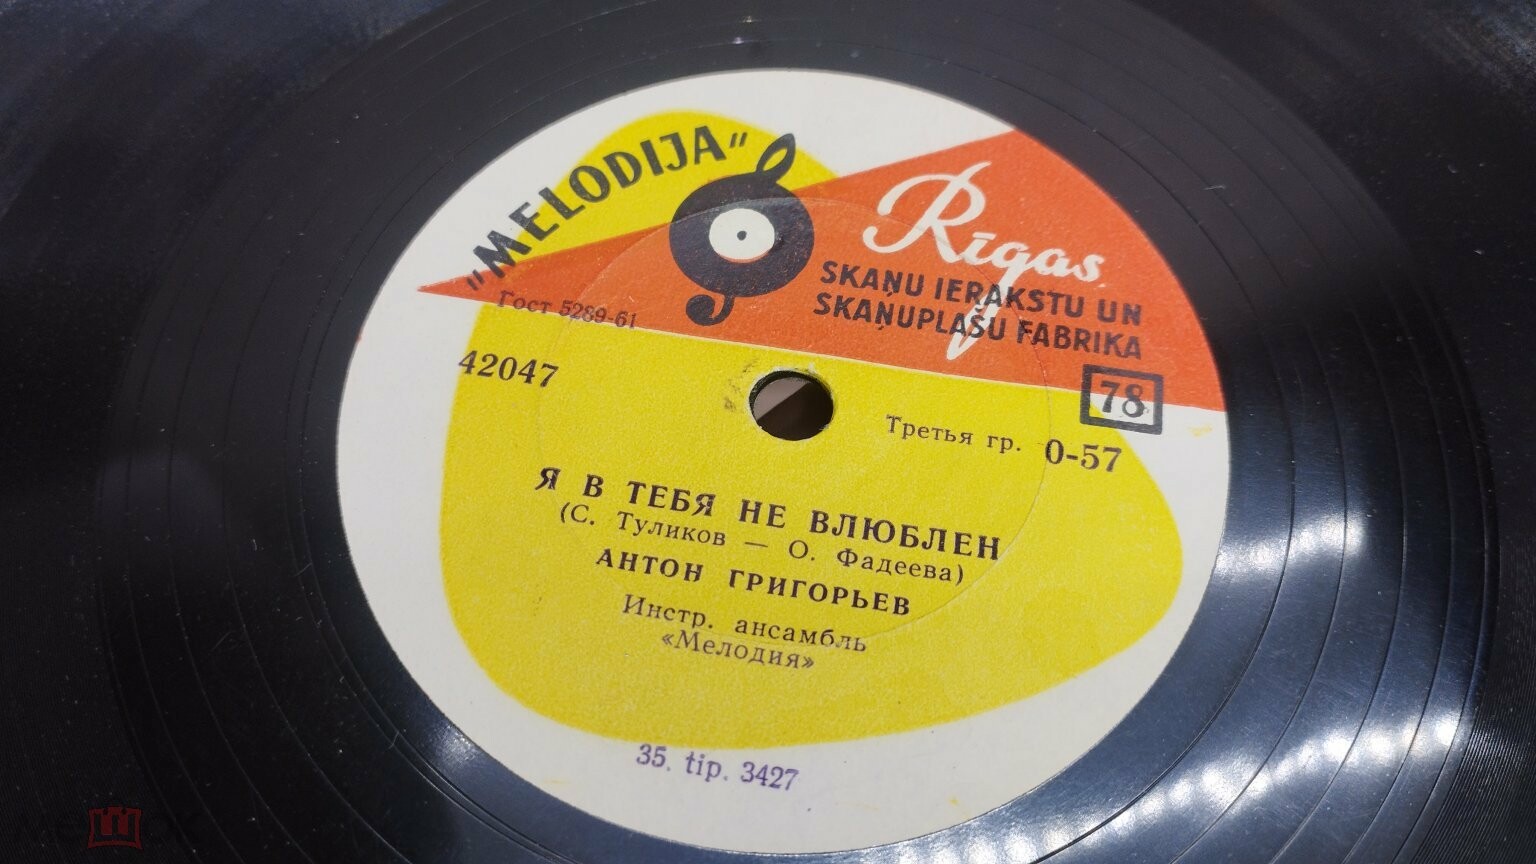 "MELODIJA"
Rīgas
SKAŅU IERAKSTU UN
SKAŅUPLAŠU FABRIKA
Гост 5289-61
42047
78
Третья гр. 0-57
Я В ТЕБЯ НЕ ВЛЮБЛЕН
(С. Туликов — О. Фадеева)
АНТОН ГРИГОРЬЕВ
Инстр. ансамбль
«Мелодия»
35. tip. 3427